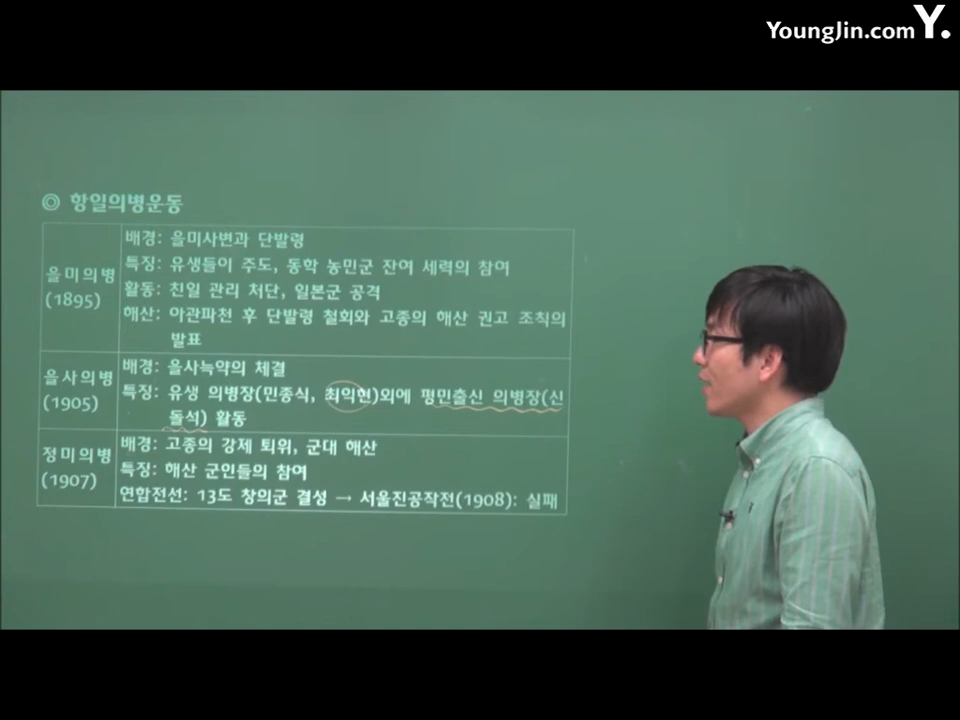 YoungJin.com Y.
◎ 항일의병운동
을미의병
(1895)
배경: 을미사변과 단발령
특징: 유생들이 주도, 동학 농민군 잔여 세력의 참여
활동: 친일 관리 처단, 일본군 공격
해산: 아관파천 후 단발령 철회와 고종의 해산 권고 조칙의
발표
을사의병
(1905)
배경: 을사늑약의 체결
특징: 유생 의병장(민종식, 최익현)외에 평민출신 의병장(신
돌석) 활동
정미의병
(1907)
배경: 고종의 강제 퇴위, 군대 해산
특징: 해산 군인들의 참여
연합전선: 13도 창의군 결성 → 서울진공작전(1908): 실패